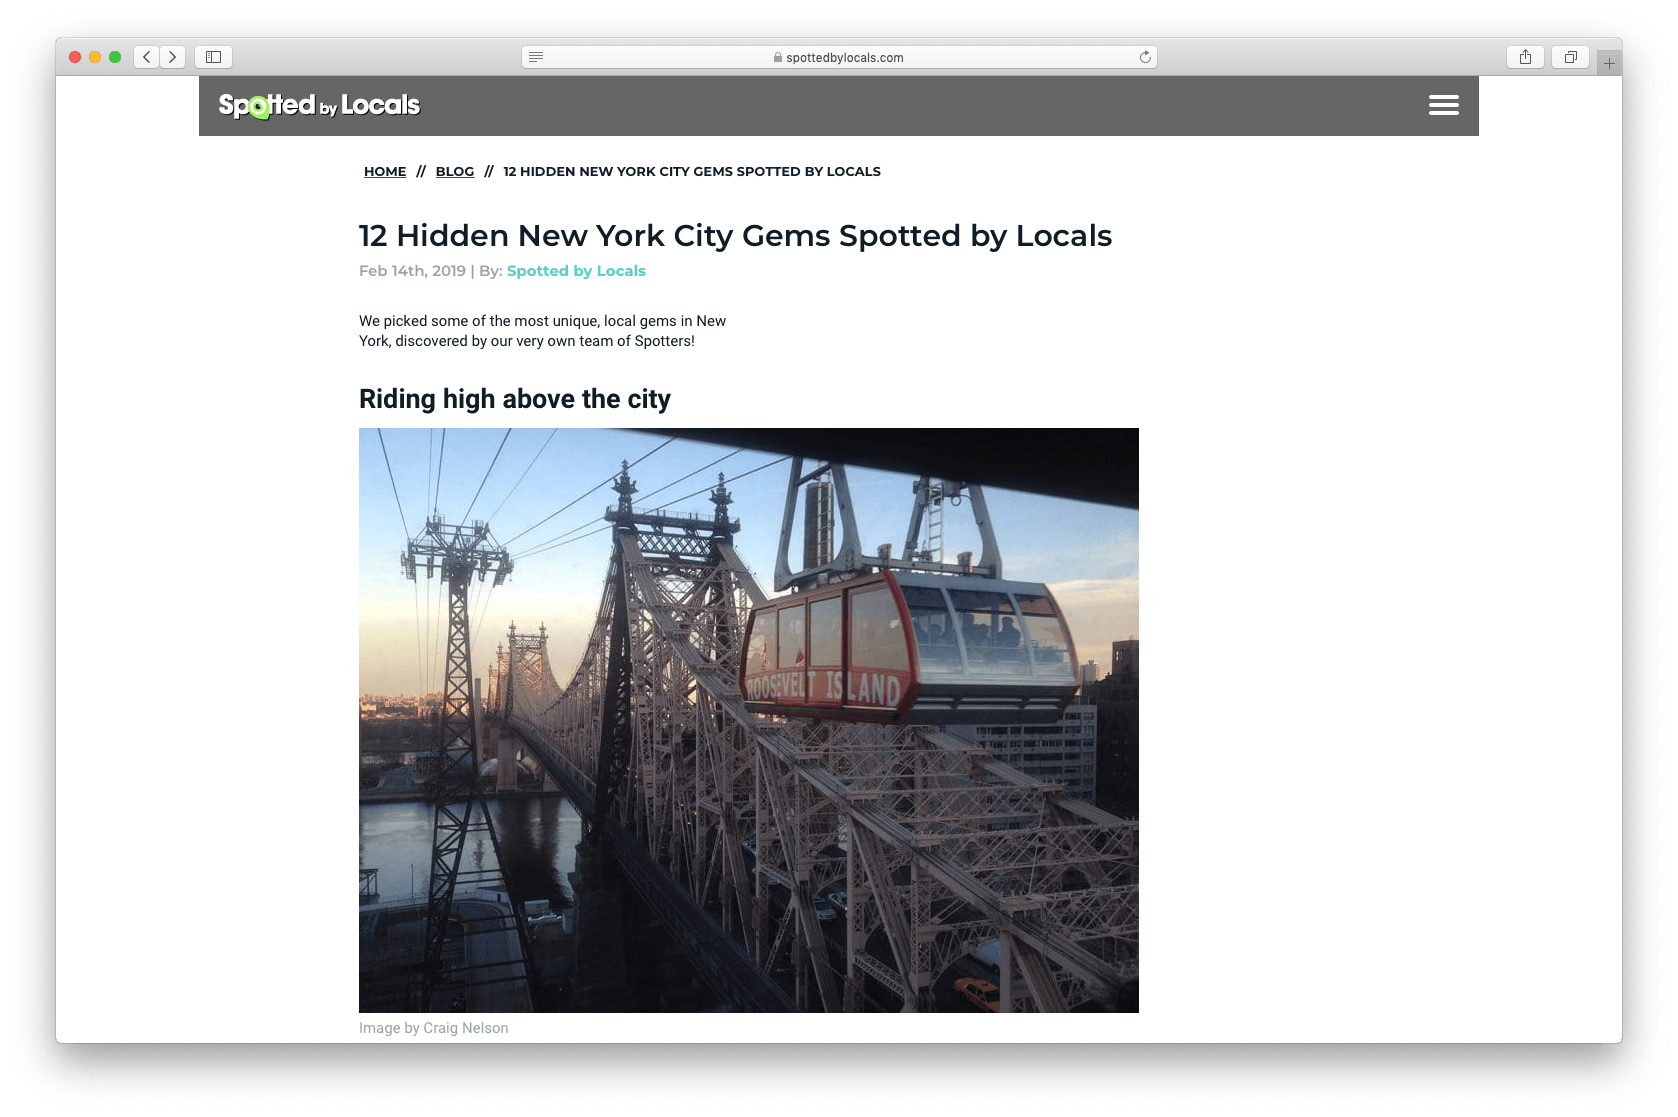 spottedbylocals.com
Spotted by Locals
HOME // BLOG // 12 HIDDEN NEW YORK CITY GEMS SPOTTED BY LOCALS
12 Hidden New York City Gems Spotted by Locals
Feb 14th, 2019 | By: Spotted by Locals
We picked some of the most unique, local gems in New
York, discovered by our very own team of Spotters!
Riding high above the city
ROOSEVELT ISLAND
Image by Craig Nelson